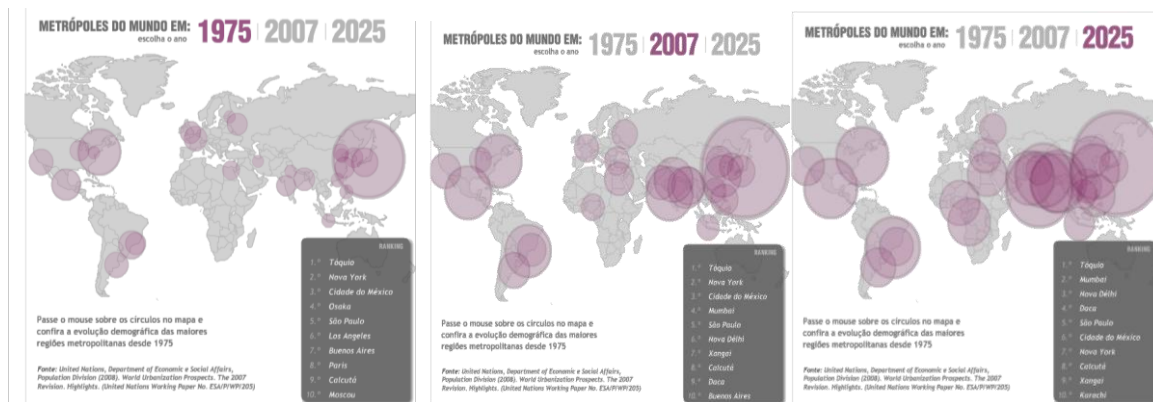 METRÓPOLES DO MUNDO EM:
escolha o ano
1975 | 2007 | 2025
RANKING
1.º Tóquio
2.º Nova York
3.º Cidade do México
4.º Osaka
5.º São Paulo
6.º Los Angeles
7.º Buenos Aires
8.º Paris
9.º Calcutá
10.º Moscou
Passe o mouse sobre os círculos no mapa e
confira a evolução demográfica das maiores
regiões metropolitanas desde 1975
Fonte: United Nations, Department of Economic e Social Affairs,
Population Division (2008). World Urbanization Prospects. The 2007
Revision. Highlights. (United Nations Working Paper No. ESA/P/WP/205)
METRÓPOLES DO MUNDO EM:
escolha o ano
1975 | 2007 | 2025
RANKING
1.º Tóquio
2.º Nova York
3.º Cidade do México
4.º Mumbai
5.º São Paulo
6.º Nova Délhi
7.º Xangai
8.º Calcutá
9.º Daca
10.º Buenos Aires
Passe o mouse sobre os círculos no mapa e
confira a evolução demográfica das maiores
regiões metropolitanas desde 1975
Fonte: United Nations, Department of Economic e Social Affairs,
Population Division (2008). World Urbanization Prospects. The 2007
Revision. Highlights. (United Nations Working Paper No. ESA/P/WP/205)
METRÓPOLES DO MUNDO EM:
escolha o ano
1975 | 2007 | 2025
RANKING
1.º Tóquio
2.º Mumbai
3.º Nova Délhi
4.º Daca
5.º São Paulo
6.º Cidade do México
7.º Nova York
8.º Calcutá
9.º Xangai
10.º Karachi
Passe o mouse sobre os círculos no mapa e
confira a evolução demográfica das maiores
regiões metropolitanas desde 1975
Fonte: United Nations, Department of Economic e Social Affairs,
Population Division (2008). World Urbanization Prospects. The 2007
Revision. Highlights. (United Nations Working Paper No. ESA/P/WP/205)